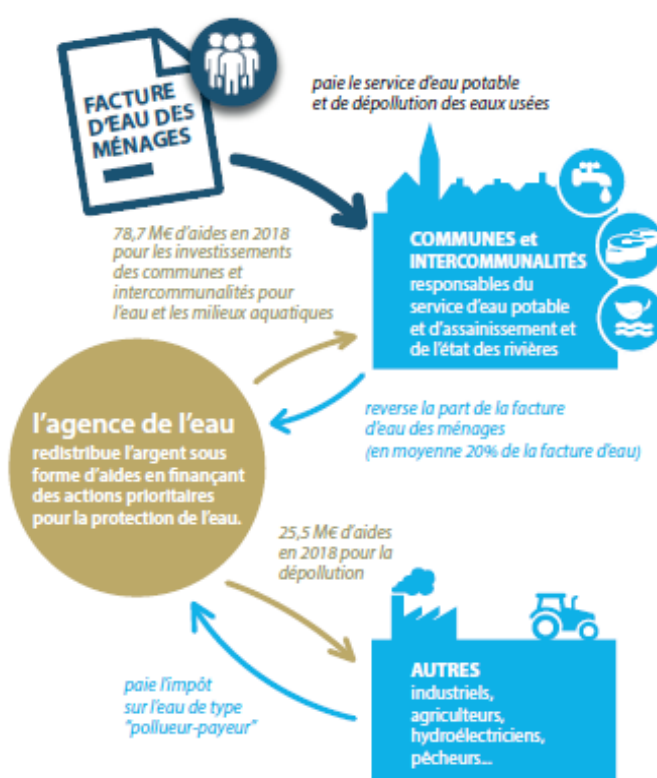 FACTURE
D'EAU DES
MÉNAGES
paie le service d'eau potable
et de dépollution des eaux usées
78,7 M€ d'aides en 2018
pour les investissements
des communes et
intercommunalités pour
l'eau et les milieux aquatiques
COMMUNES et
INTERCOMMUNALITÉS
responsables du
service d'eau potable
et d'assainissement et
de l'état des rivières
l'agence de l'eau
redistribue l'argent sous
forme d'aides en finançant
des actions prioritaires
pour la protection de l'eau.
reverse la part de la facture
d'eau des ménages
(en moyenne 20% de la facture d'eau)
25,5 M€ d'aides
en 2018 pour la
dépollution
paie l'impôt
sur l'eau de type
"pollueur-payeur"
AUTRES
industriels,
agriculteurs,
hydroélectriciens,
pêcheurs...